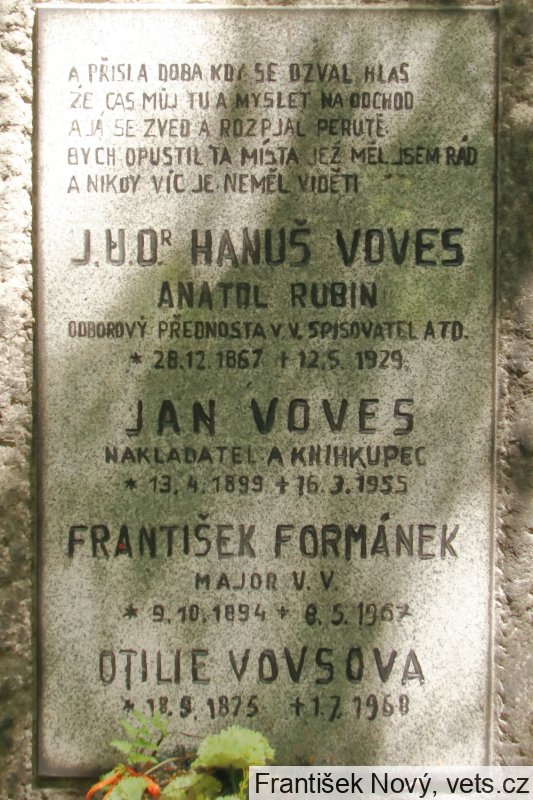 A PŘIŠLA DOBA KDY SE OZVAL HLAS
ŽE ČAS MŮJ TU A MYSLET NA ODCHOD
A JÁ SE ZVED A ROZPJAL PERUTĚ
BYCH OPUSTIL TA MÍSTA JEŽ MĚL JSEM RÁD
A NIKDY VÍC JE NEMĚL VIDĚTI
J.U.Dr HANUŠ VOVES
ANATOL RUBIN
ODBOROVÝ PŘEDNOSTA V.V. SPISOVATEL ATD.
* 28.12.1867 + 12.5.1929.
JAN VOVES
NAKLADATEL A KNIHKUPEC
* 13.4.1899 + 16.3.1955
FRANTIŠEK FORMÁNEK
MAJOR V.V.
* 9.10.1894 + 8.5.1967
OTILIE VOVSOVA
* 18.9.1875 + 1.7.1968
František Nový, vets.cz